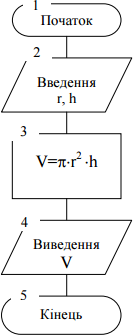 1
Початок
2
Введення
r, h
3
V=π·r²·h
4
Виведення
V
5
Кінець